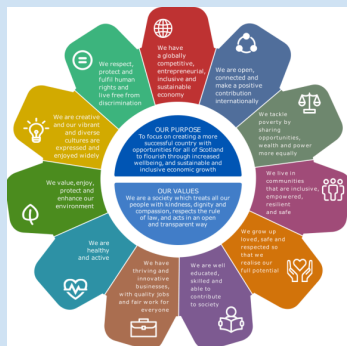 OUR PURPOSE
To focus on creating a more
successful country with
opportunities for all of Scotland
to flourish through increased
wellbeing, and sustainable and
inclusive economic growth
OUR VALUES
We are a society which treats all our
people with kindness, dignity and
compassion, respects the rule
of law, and acts in an open
and transparent way
We have
a globally
competitive,
entrepreneurial,
inclusive and
sustainable
economy
We are open,
connected and
make a positive
contribution
internationally
We tackle
poverty by
sharing
opportunities,
wealth and power
more equally
We live in
communities
that are inclusive,
empowered,
resilient
and safe
We grow up
loved, safe and
respected so that
we realise our
full potential
We are well
educated,
skilled and
able to
contribute
to society
We have
thriving and
innovative
businesses,
with quality jobs
and fair work for
everyone
We are
healthy
and active
We value, enjoy,
protect and
enhance our
environment
We are creative
and our vibrant
and diverse
cultures are
expressed and
enjoyed widely
We respect,
protect and
fulfil human
rights and
live free from
discrimination